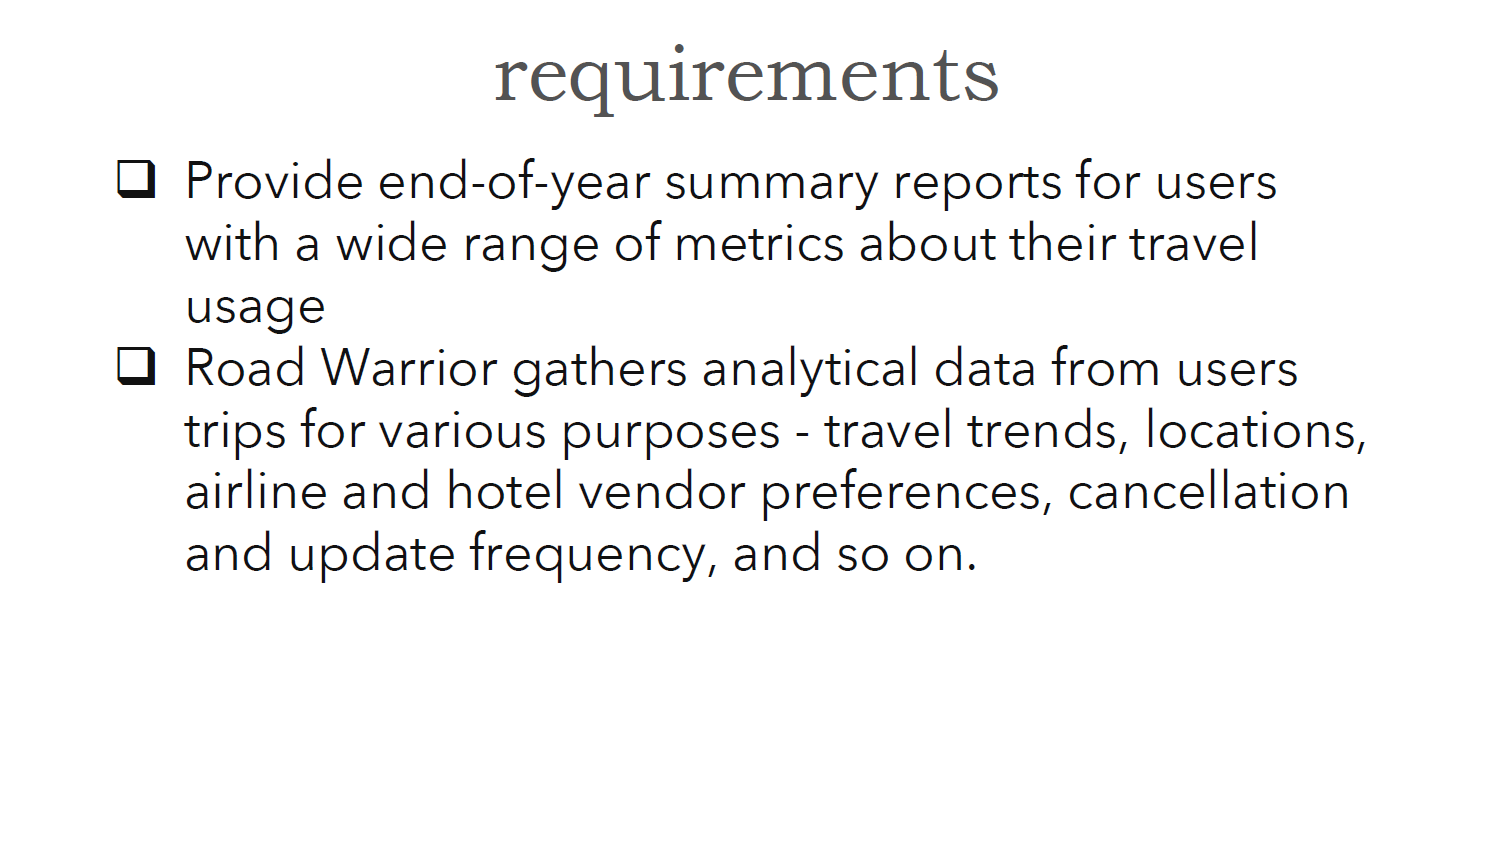 requirements
❑ Provide end-of-year summary reports for users
with a wide range of metrics about their travel
usage
❑ Road Warrior gathers analytical data from users
trips for various purposes - travel trends, locations,
airline and hotel vendor preferences, cancellation
and update frequency, and so on.